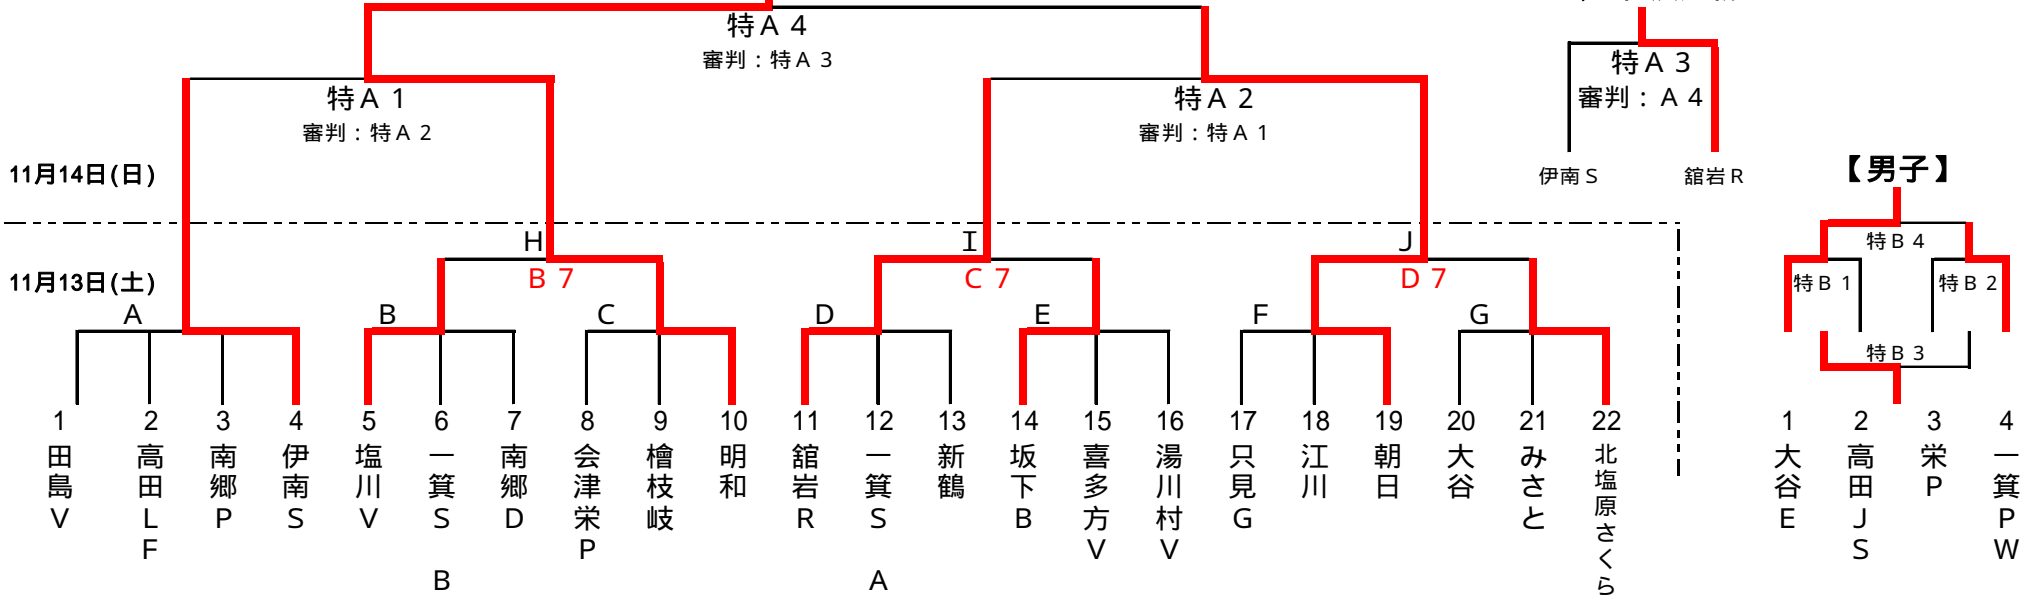 特A 4
審判：特A 3
特A 3
審判：A 4
特A 1
審判：特A 2
特A 2
審判：特A 1
11月14日(日)
伊南S
舘岩R
【男子】
H
I
J
特B 4
11月13日(土)
B 7
C 7
D 7
特B 1
特B 2
A
B
C
D
E
F
G
特B 3
1 2 3 4 5 6 7 8 9 10 11 12 13 14 15 16 17 18 19 20 21 22
田島V
高田LF
南郷P
伊南S
塩川V
一箕S B
南郷D
会津栄P
檜枝岐
明和
舘岩R
一箕S A
新鶴
坂下B
喜多方V
湯川村V
只見G
江川
朝日
大谷
みさと
北塩原さくら
1 2 3 4
大谷E
高田JS
栄P
一箕PW